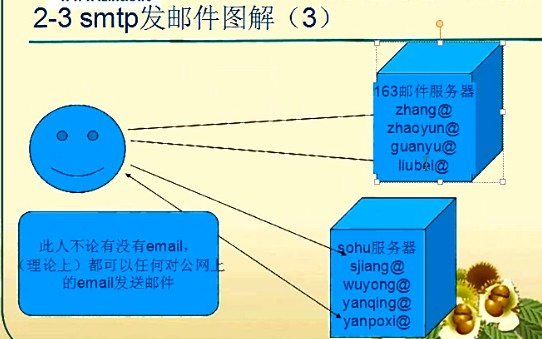 2-3 smtp发邮件图解（3）
163邮件服务器
zhang@
zhaoyun@
guanyu@
liubei@
此人不论有没有email，
（理论上）都可以任何对公网上
的email发送邮件
sohu服务器
sjiang@
wuyong@
yanqing@
yanpoxi@